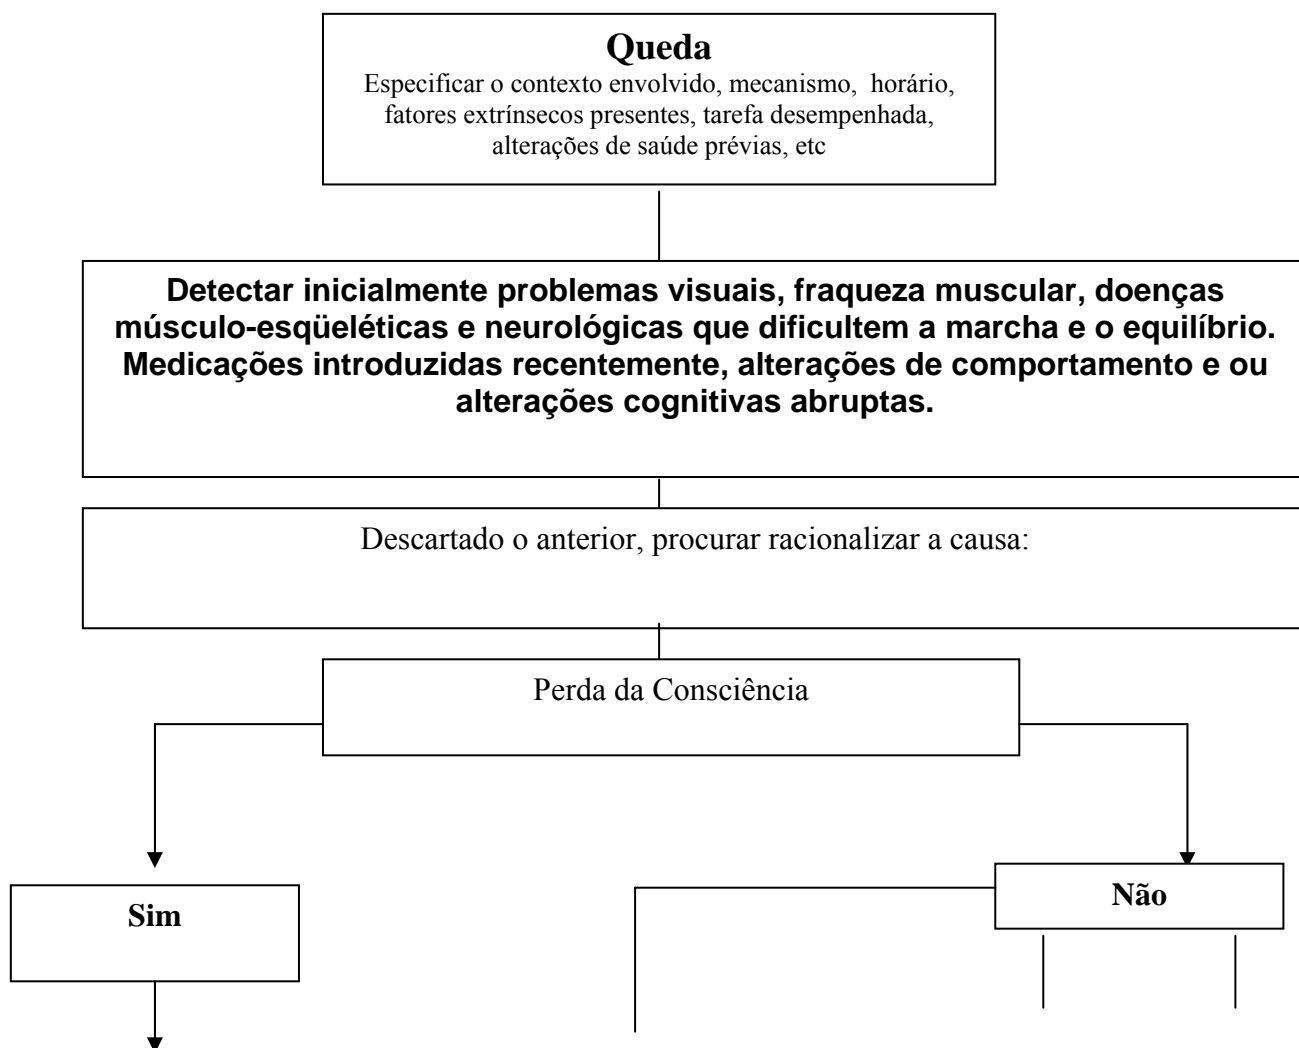 Queda
Especificar o contexto envolvido, mecanismo, horário,
fatores extrínsecos presentes, tarefa desempenhada,
alterações de saúde prévias, etc
Detectar inicialmente problemas visuais, fraqueza muscular, doenças
músculo-esqüeléticas e neurológicas que dificultem a marcha e o equilíbrio.
Medicações introduzidas recentemente, alterações de comportamento e ou
alterações cognitivas abruptas.
Descartado o anterior, procurar racionalizar a causa:
Perda da Consciência
Sim
Não